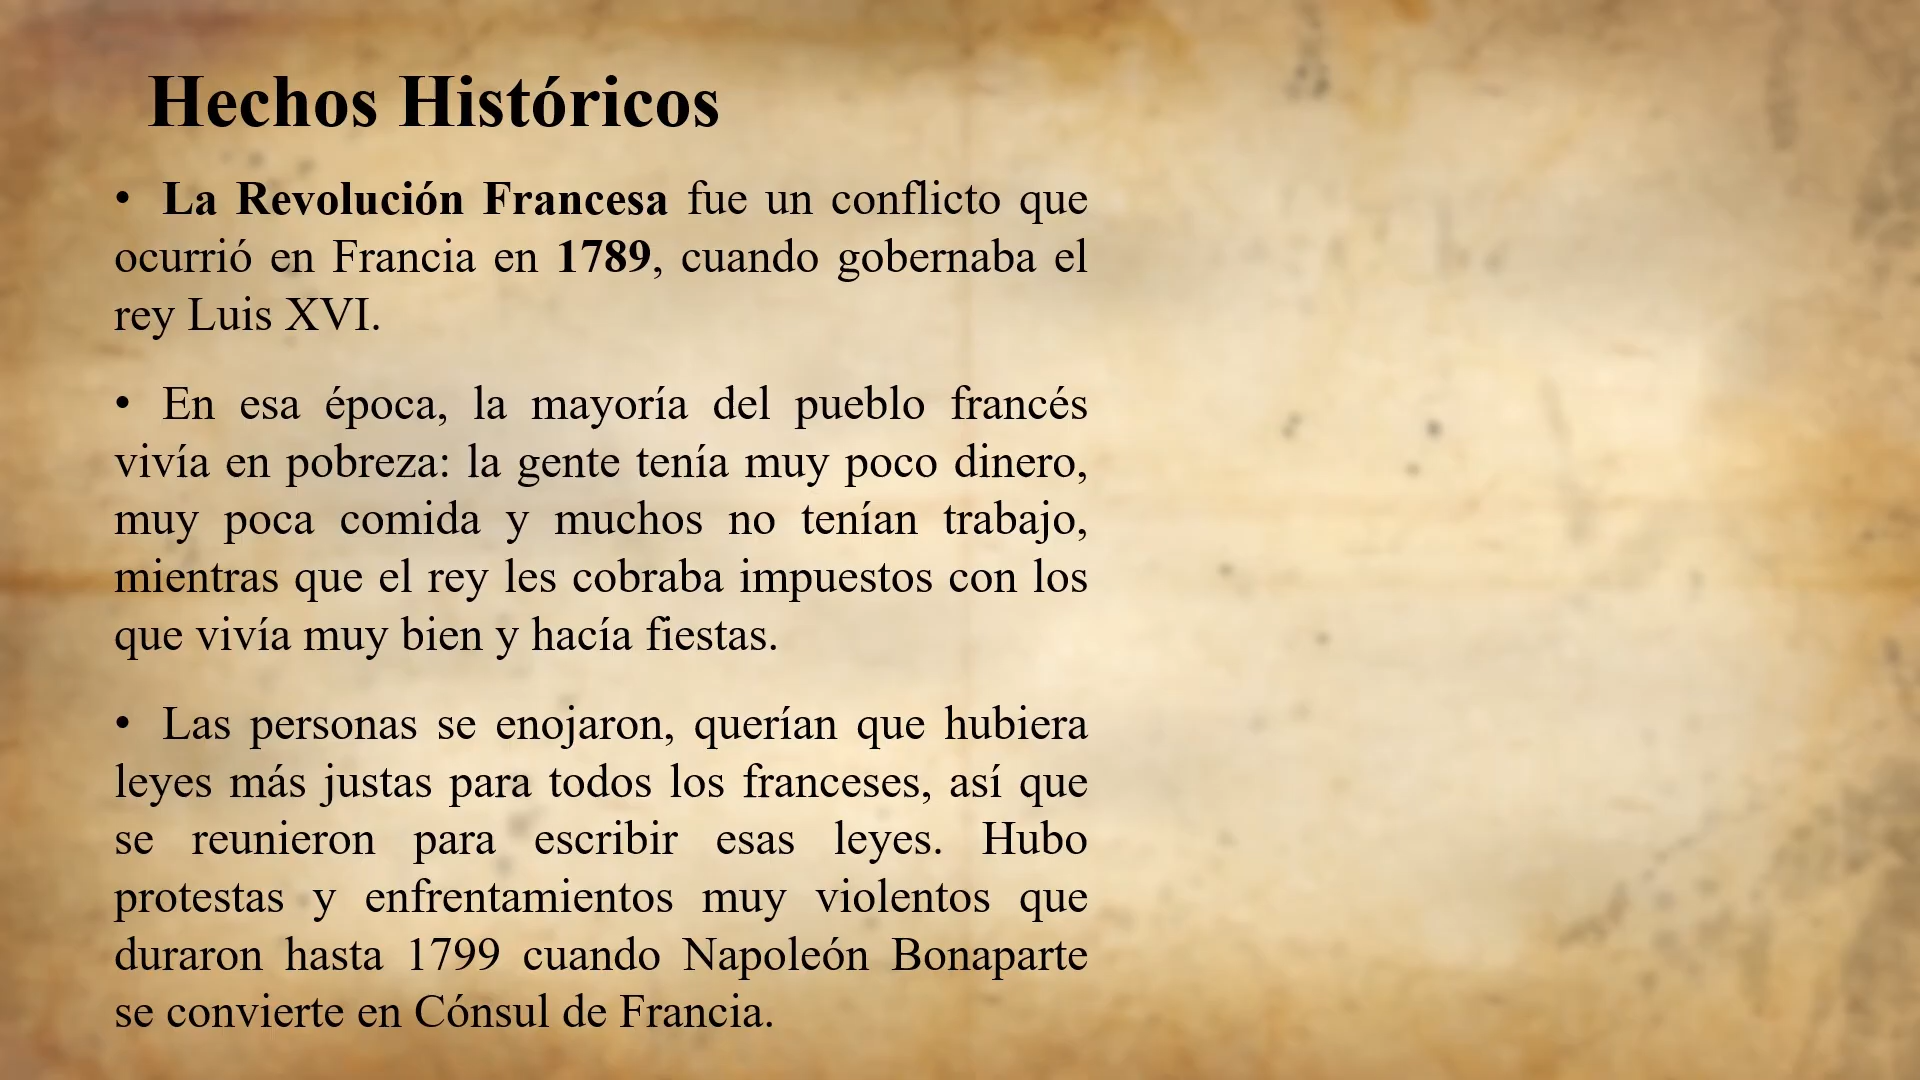 Hechos Históricos
• La Revolución Francesa fue un conflicto que
ocurrió en Francia en 1789, cuando gobernaba el
rey Luis XVI.
• En esa época, la mayoría del pueblo francés
vivía en pobreza: la gente tenía muy poco dinero,
muy poca comida y muchos no tenían trabajo,
mientras que el rey les cobraba impuestos con los
que vivía muy bien y hacía fiestas.
• Las personas se enojaron, querían que hubiera
leyes más justas para todos los franceses, así que
se reunieron para escribir esas leyes. Hubo
protestas y enfrentamientos muy violentos que
duraron hasta 1799 cuando Napoleón Bonaparte
se convierte en Cónsul de Francia.